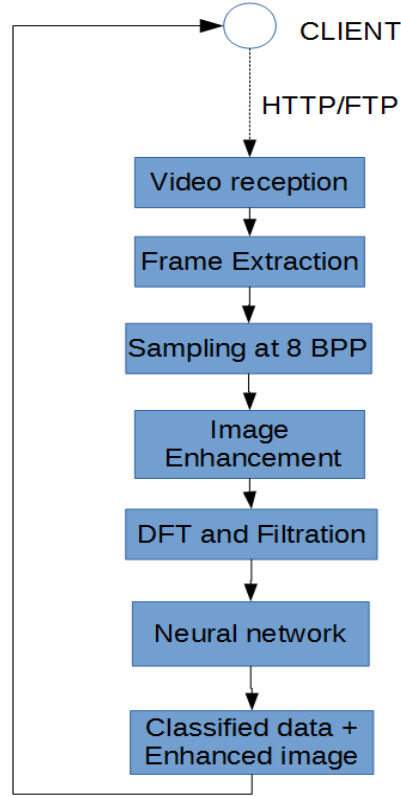 CLIENT
HTTP/FTP
Video reception
Frame Extraction
Sampling at 8 BPP
Image
Enhancement
DFT and Filtration
Neural network
Classified data +
Enhanced image